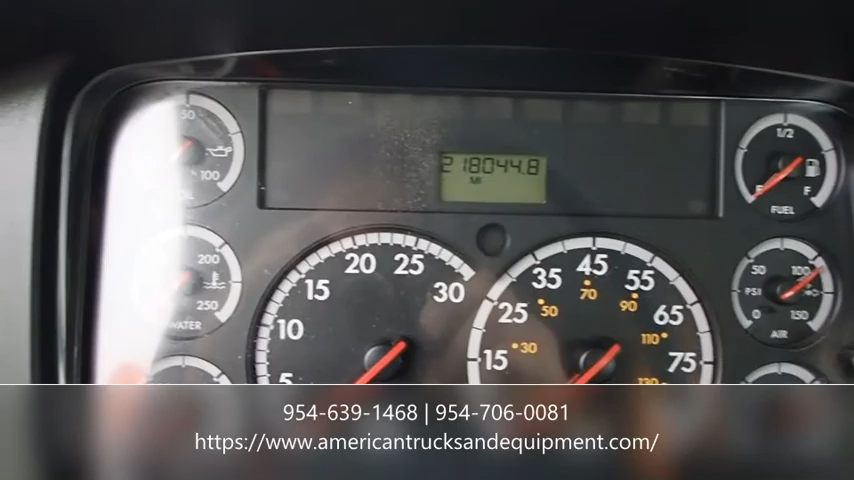 50
100
OIL
200
250
WATER
218044.8
MI
5
10
15
20
25
30
15
25
35
45
55
65
75
30
50
70
90
110
130
1/2
E
F
FUEL
50
100
PSI
0
150
AIR
954-639-1468 | 954-706-0081
https://www.americantrucksandequipment.com/